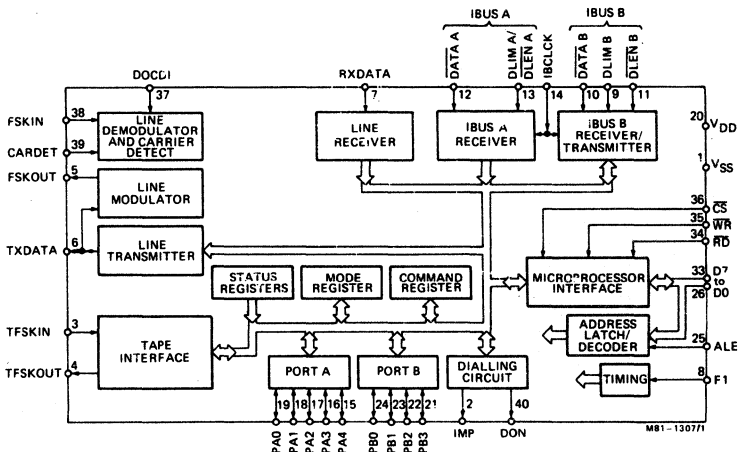 IBUS A
IBUS B
DATA A
DLIM A/
DLEN A
IBCLCK
DATA B
DLIM B
DLEN B
DOCDI
RXDATA
37
7
12
13
14
10
9
11
FSKIN
38
CARDET
39
FSKOUT
5
TXDATA
6
TFSKIN
3
TFSKOUT
4
LINE
DEMODULATOR
AND CARRIER
DETECT
LINE
RECEIVER
IBUS A
RECEIVER
IBUS B
RECEIVER/
TRANSMITTER
LINE
MODULATOR
LINE
TRANSMITTER
20
VDD
1
VSS
36
CS
35
WR
34
RD
33
D7
to
26
D0
25
ALE
8
F1
MICROPROCESSOR
INTERFACE
STATUS
REGISTERS
MODE
REGISTER
COMMAND
REGISTER
ADDRESS
LATCH/
DECODER
TAPE
INTERFACE
PORT A
PORT B
DIALLING
CIRCUIT
TIMING
19
18
17
16
15
24
23
22
21
2
40
PA0
PA1
PA2
PA3
PA4
PB0
PB1
PB2
PB3
IMP
DON
M81-1307/1